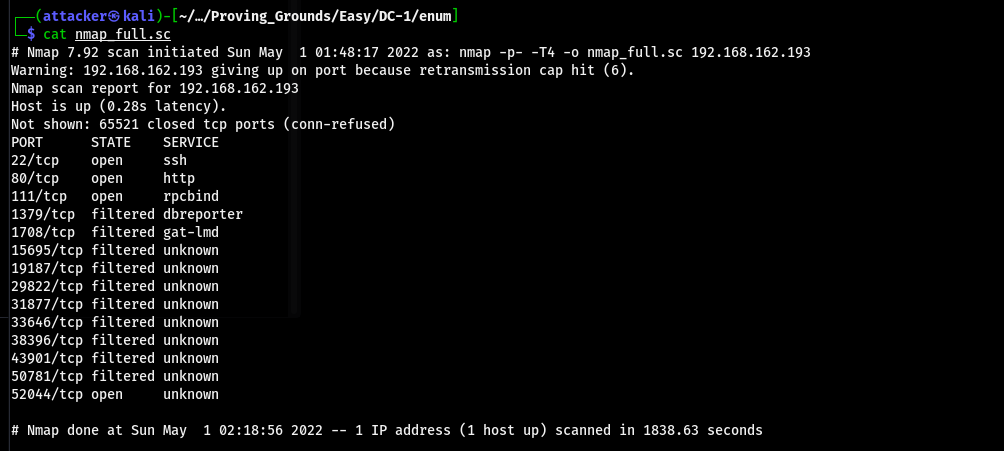 ┌──(attacker㉿kali)-[~/…/Proving_Grounds/Easy/DC-1/enum]
└─$ cat nmap_full.sc
# Nmap 7.92 scan initiated Sun May  1 01:48:17 2022 as: nmap -p- -T4 -o nmap_full.sc 192.168.162.193
Warning: 192.168.162.193 giving up on port because retransmission cap hit (6).
Nmap scan report for 192.168.162.193
Host is up (0.28s latency).
Not shown: 65521 closed tcp ports (conn-refused)
PORT      STATE    SERVICE
22/tcp    open     ssh
80/tcp    open     http
111/tcp   open     rpcbind
1379/tcp  filtered dbreporter
1708/tcp  filtered gat-lmd
15695/tcp filtered unknown
19187/tcp filtered unknown
29822/tcp filtered unknown
31877/tcp filtered unknown
33646/tcp filtered unknown
38396/tcp filtered unknown
43901/tcp filtered unknown
50781/tcp filtered unknown
52044/tcp open     unknown
# Nmap done at Sun May  1 02:18:56 2022 -- 1 IP address (1 host up) scanned in 1838.63 seconds